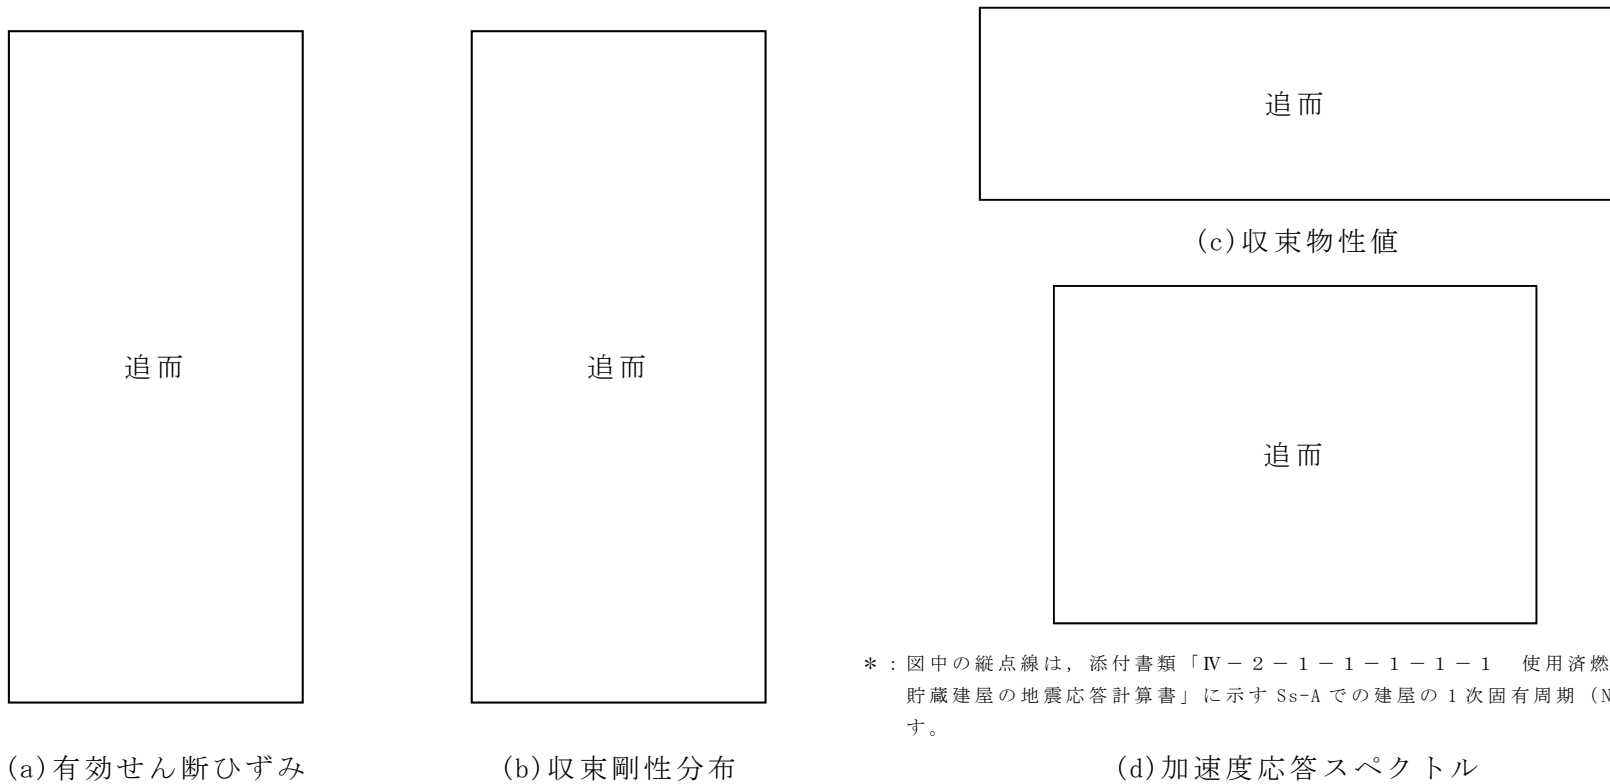 追而
(a)有効せん断ひずみ
追而
(b)収束剛性分布
追而
(c)収束物性値
追而
＊：図中の縦点線は，添付書類「Ⅳ－２－１－１－１－１－１　使用済燃
貯蔵建屋の地震応答計算書」に示す Ss-A での建屋の 1 次固有周期（N
す。
(d)加速度応答スペクトル